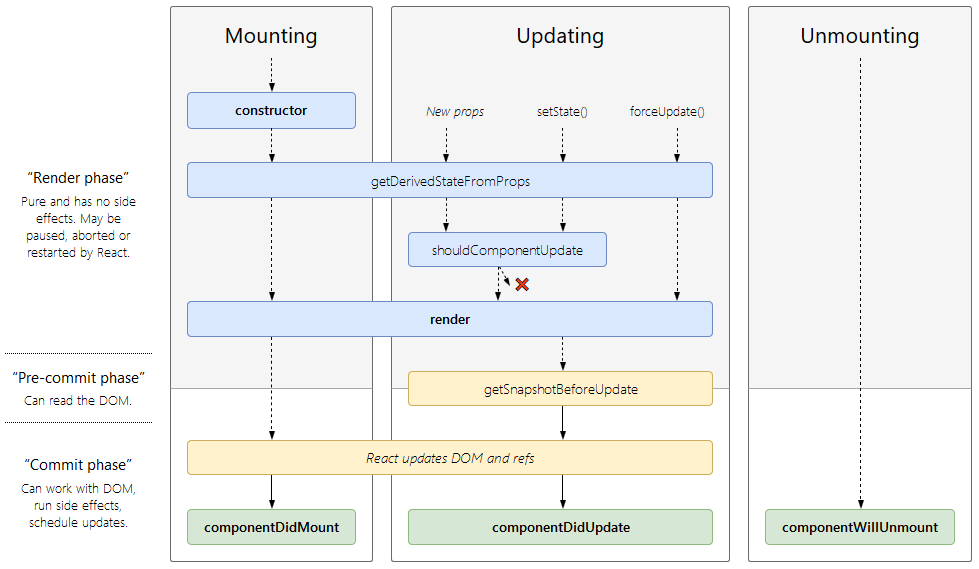 Mounting
Updating
Unmounting
constructor
New props
setState()
forceUpdate()
“Render phase”
Pure and has no side
effects. May be
paused, aborted or
restarted by React.
getDerivedStateFromProps
shouldComponentUpdate
render
“Pre-commit phase”
Can read the DOM.
getSnapshotBeforeUpdate
“Commit phase”
Can work with DOM,
run side effects,
schedule updates.
React updates DOM and refs
componentDidMount
componentDidUpdate
componentWillUnmount